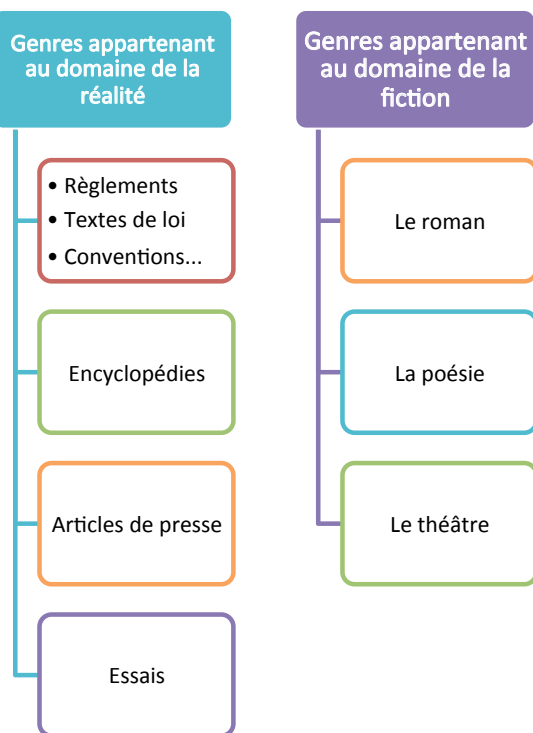 Genres appartenant
au domaine de la
réalité
• Règlements
• Textes de loi
• Conventions...
Encyclopédies
Articles de presse
Essais
Genres appartenant
au domaine de la
fiction
Le roman
La poésie
Le théâtre